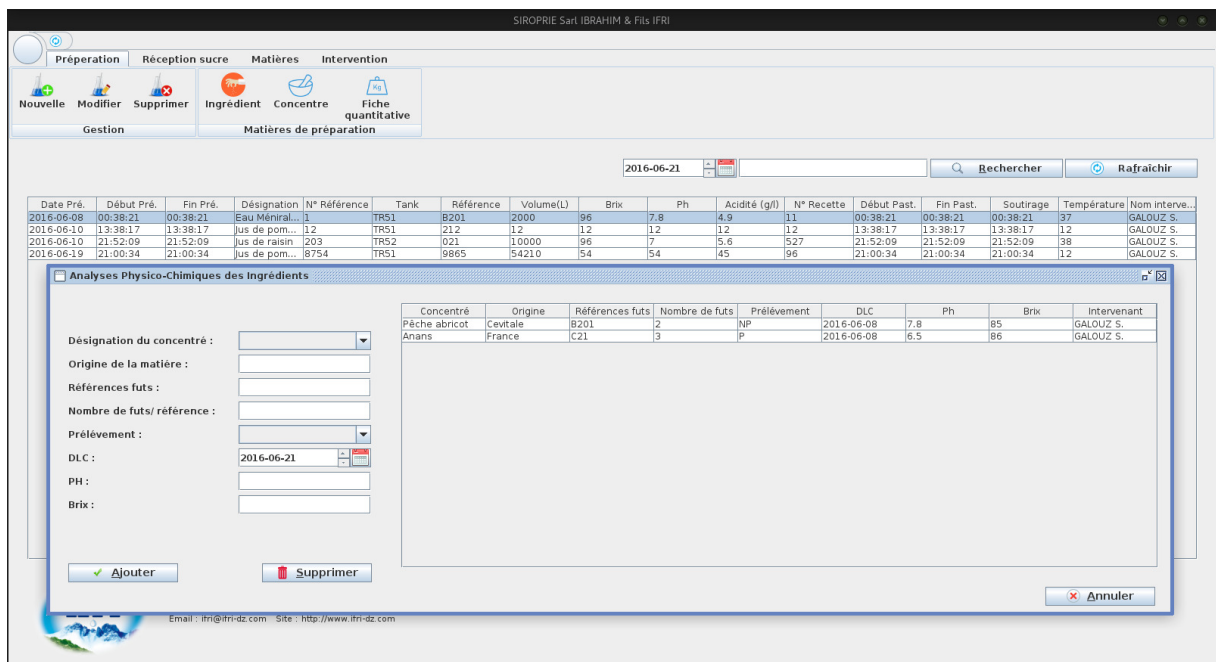 SIROPRIE Sarl IBRAHIM & Fils IFRI
Préperation Réception sucre Matières Intervention
Nouvelle Modifier Supprimer Ingrédient Concentre Fiche quantitative
Gestion Matières de préparation
2016-06-21 Rechercher Rafraîchir
Date Pré. Début Pré. Fin Pré. Désignation N° Référence Tank Référence Volume(L) Brix Ph Acidité (g/l) N° Recette Début Past. Fin Past. Soutirage Température Nom interve...
2016-06-08 00:38:21 00:38:21 Eau Méniral... 1 TR51 B201 2000 96 7.8 4.9 11 00:38:21 00:38:21 00:38:21 37 GALOUZ S.
2016-06-10 13:38:17 13:38:17 Jus de pom... 12 TR51 212 12 12 12 12 12 13:38:17 13:38:17 13:38:17 12 GALOUZ S.
2016-06-10 21:52:09 21:52:09 Jus de raisin 203 TR52 021 10000 96 7 5.6 527 21:52:09 21:52:09 21:52:09 38 GALOUZ S.
2016-06-19 21:00:34 21:00:34 Jus de pom... 8754 TR51 9865 54210 54 54 45 96 21:00:34 21:00:34 21:00:34 12 GALOUZ S.
Analyses Physico-Chimiques des Ingrédients
Concentré Origine Références futs Nombre de futs Prélévement DLC Ph Brix Intervenant
Pêche abricot Cevitale B201 2 NP 2016-06-08 7.8 85 GALOUZ S.
Anans France C21 3 P 2016-06-08 6.5 86 GALOUZ S.
Désignation du concentré :
Origine de la matiére :
Références futs :
Nombre de futs/ référence :
Prélévement :
DLC : 2016-06-21
PH :
Brix :
Ajouter Supprimer
Annuler
Email : ifri@ifri-dz.com Site : http://www.ifri-dz.com